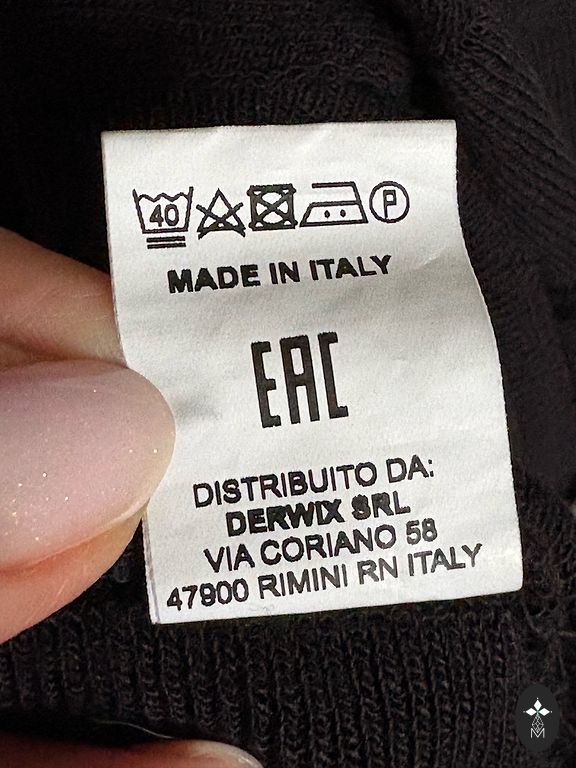 40 P
MADE IN ITALY
EAC
DISTRIBUITO DA:
DERWIX SRL
VIA CORIANO 58
47900 RIMINI RN ITALY
M